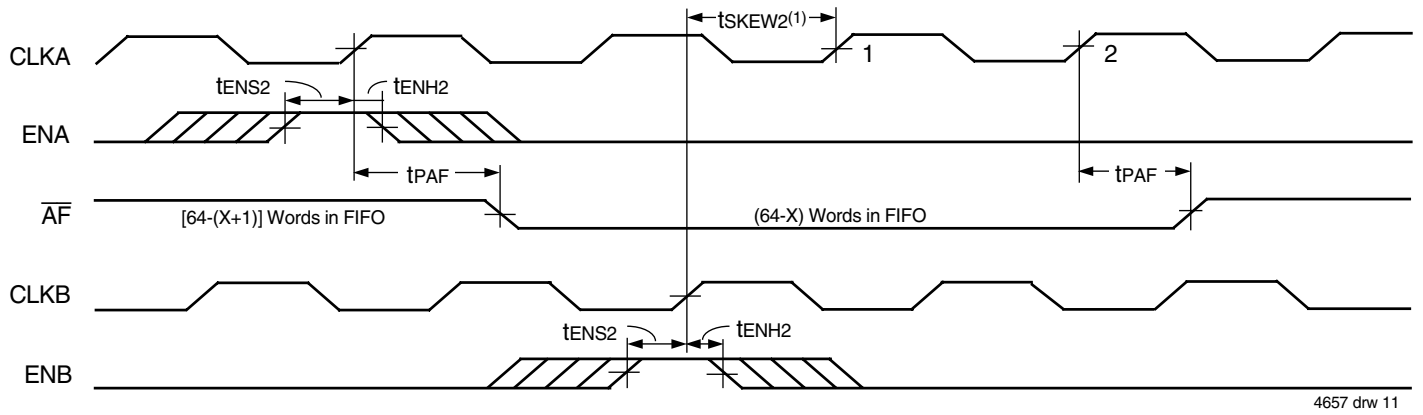 tSKEW2(1)
CLKA
1
2
tENS2
tENH2
ENA
tPAF
tPAF
AF
[64-(X+1)] Words in FIFO
(64-X) Words in FIFO
CLKB
tENS2
tENH2
ENB
4657 drw 11